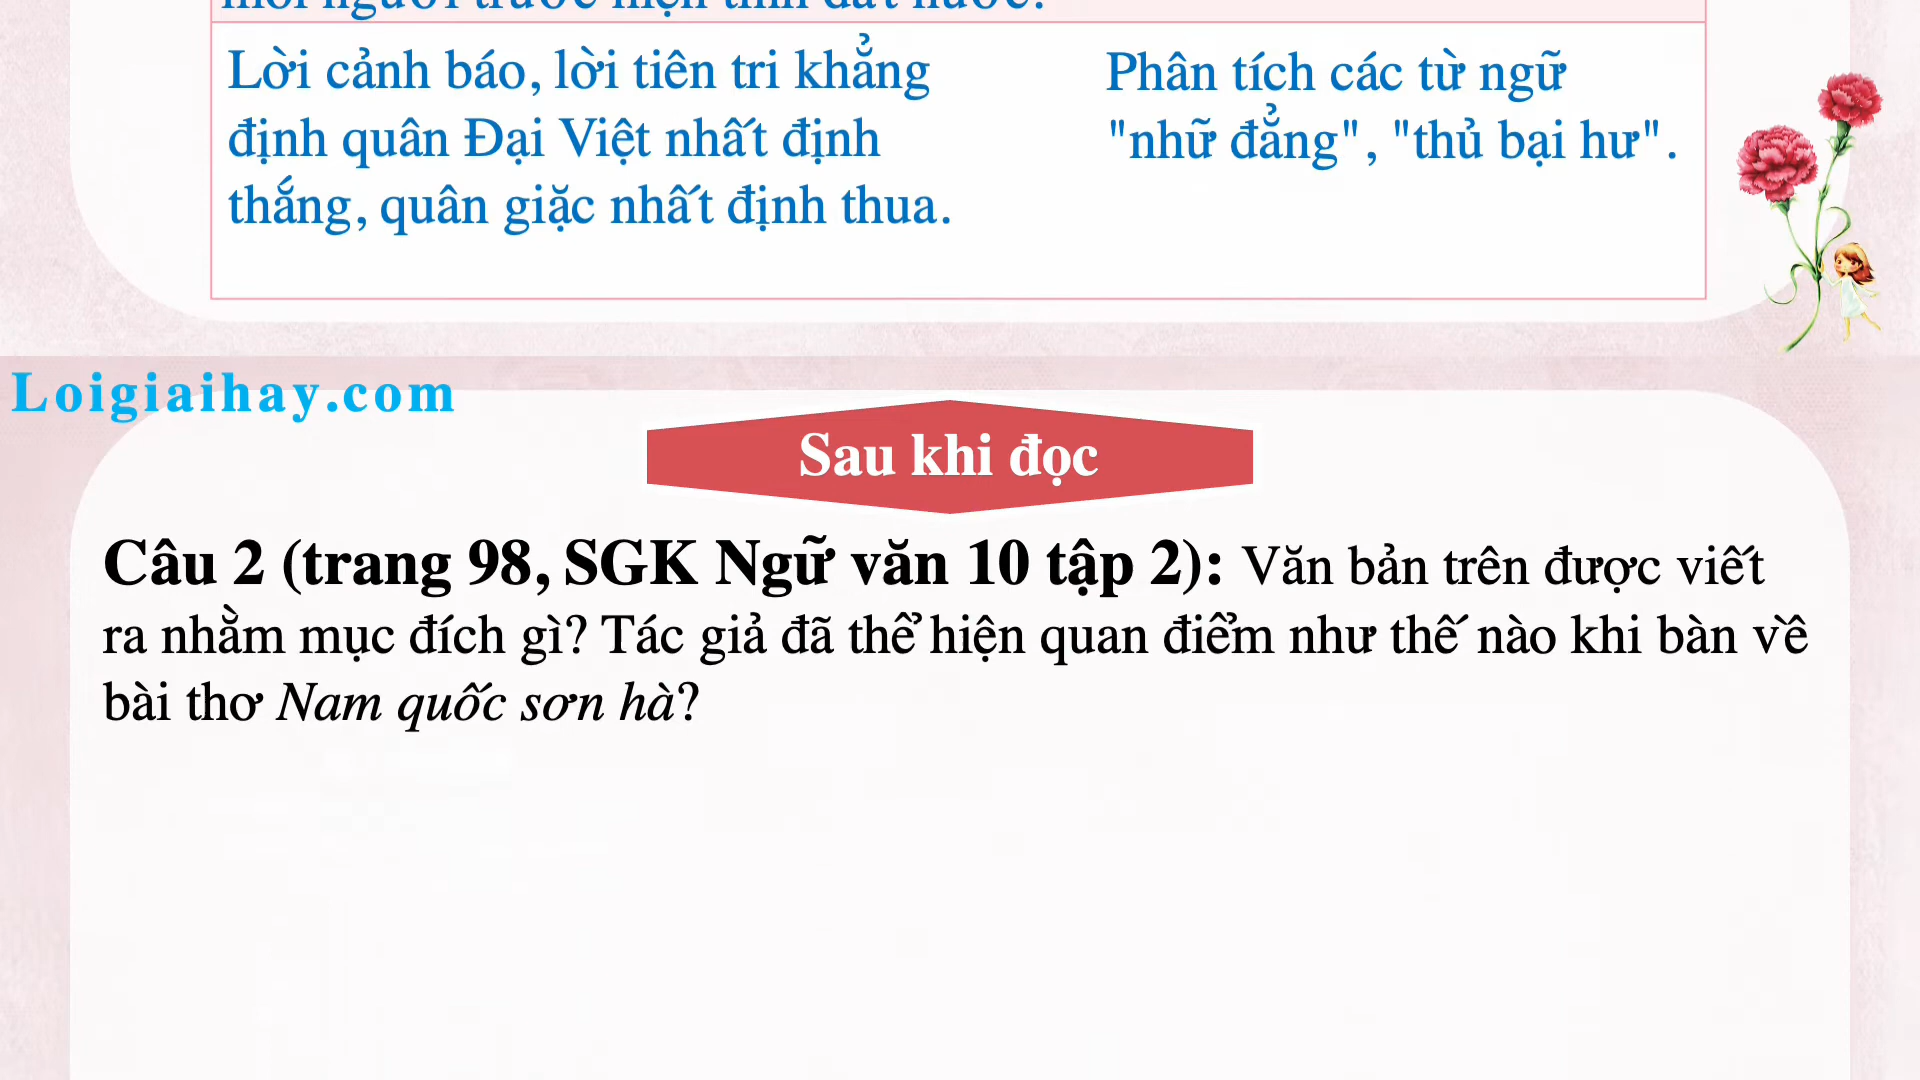 Lời cảnh báo, lời tiên tri khẳng
định quân Đại Việt nhất định
thắng, quân giặc nhất định thua.
Phân tích các từ ngữ
"nhữ đẳng", "thủ bại hư".
Loigiaihay.com
Sau khi đọc
Câu 2 (trang 98, SGK Ngữ văn 10 tập 2): Văn bản trên được viết
ra nhằm mục đích gì? Tác giả đã thể hiện quan điểm như thế nào khi bàn về
bài thơ Nam quốc sơn hà?